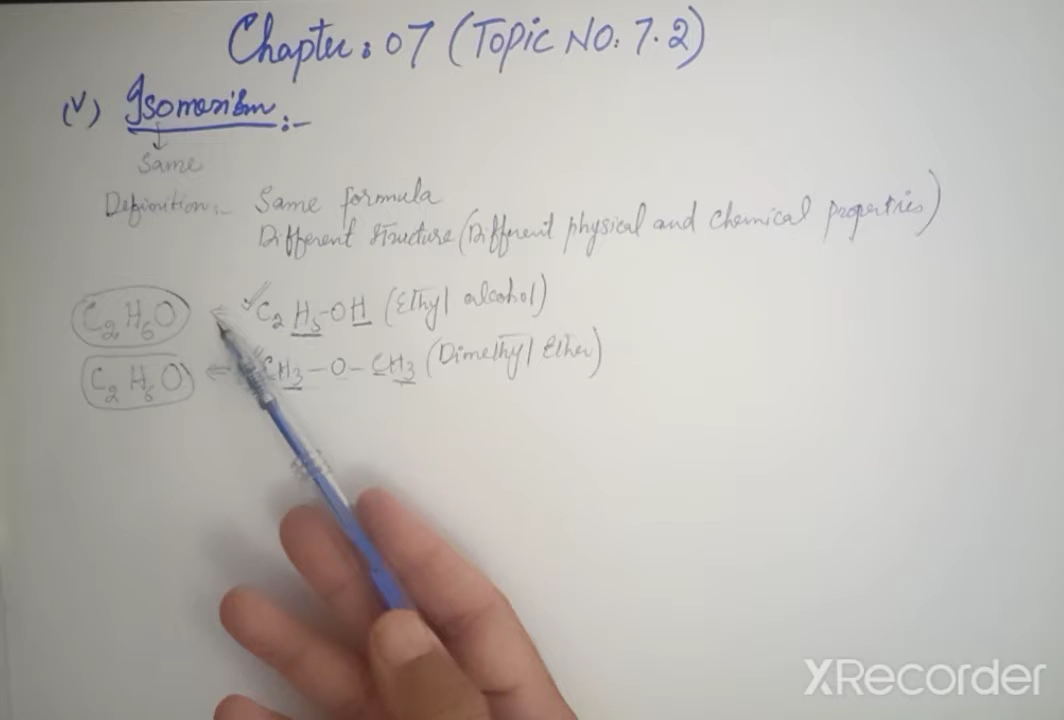 Chapter: 07 (Topic NO. 7.2)
(V) Isomerism :-
↓
Same
Definition:- Same formula
Different structure (Different physical and chemical properties)
C2H6O ⇐ ✓C2H5-OH (Ethyl alcohol)
C2H6O ⇐ CH3-O-CH3 (Dimethyl Ether)
XRecorder